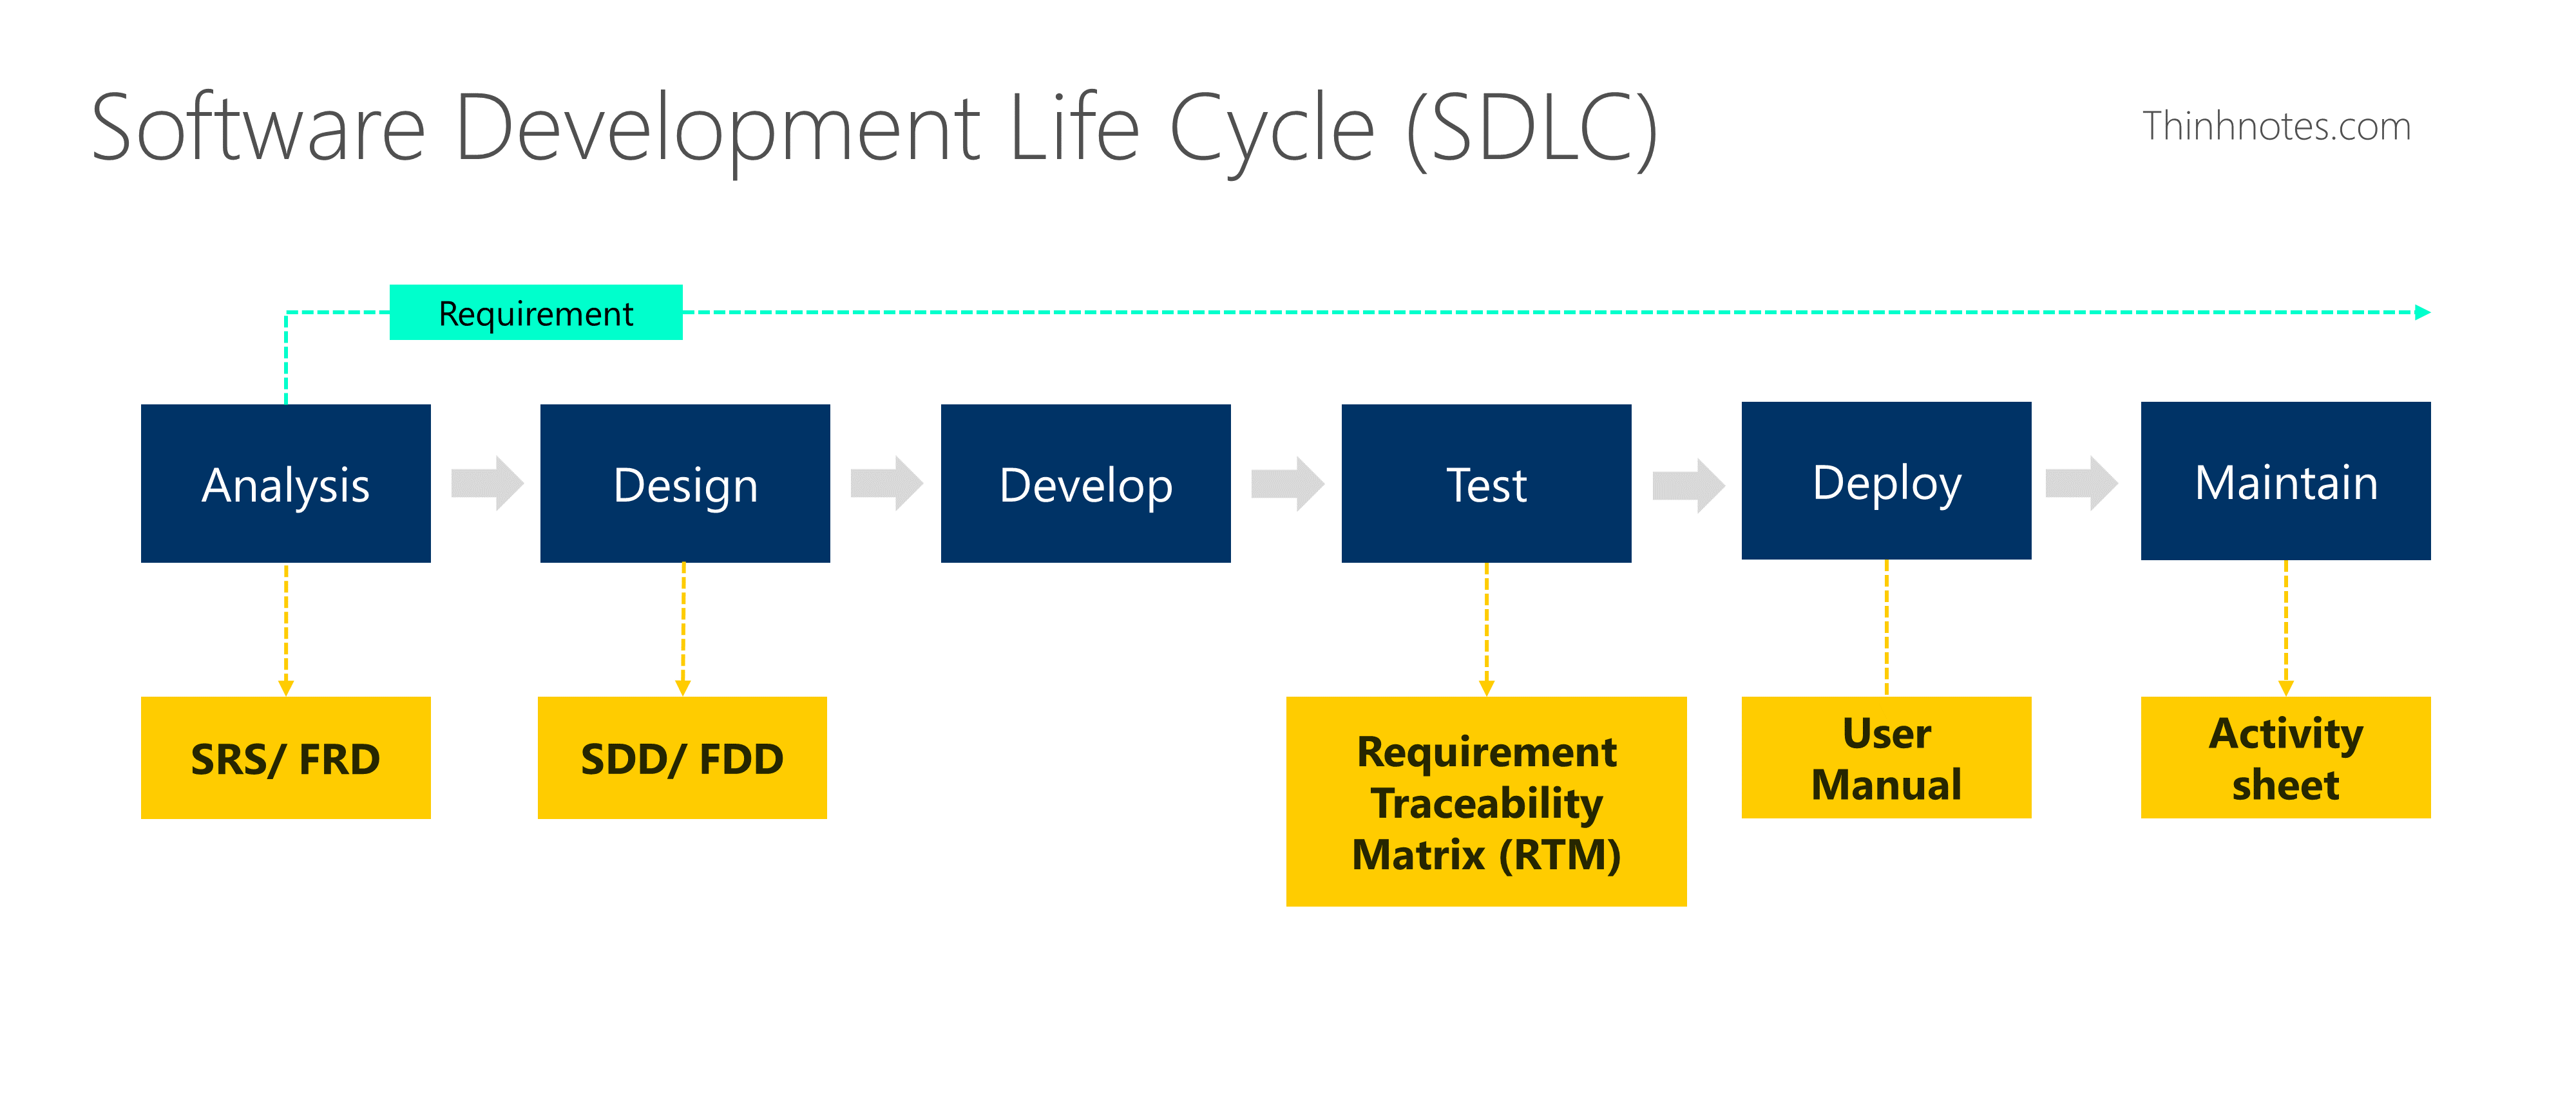 Software Development Life Cycle (SDLC)
Thinhnotes.com
Requirement
Analysis
Design
Develop
Test
Deploy
Maintain
SRS/ FRD
SDD/ FDD
Requirement
Traceability
Matrix (RTM)
User
Manual
Activity
sheet